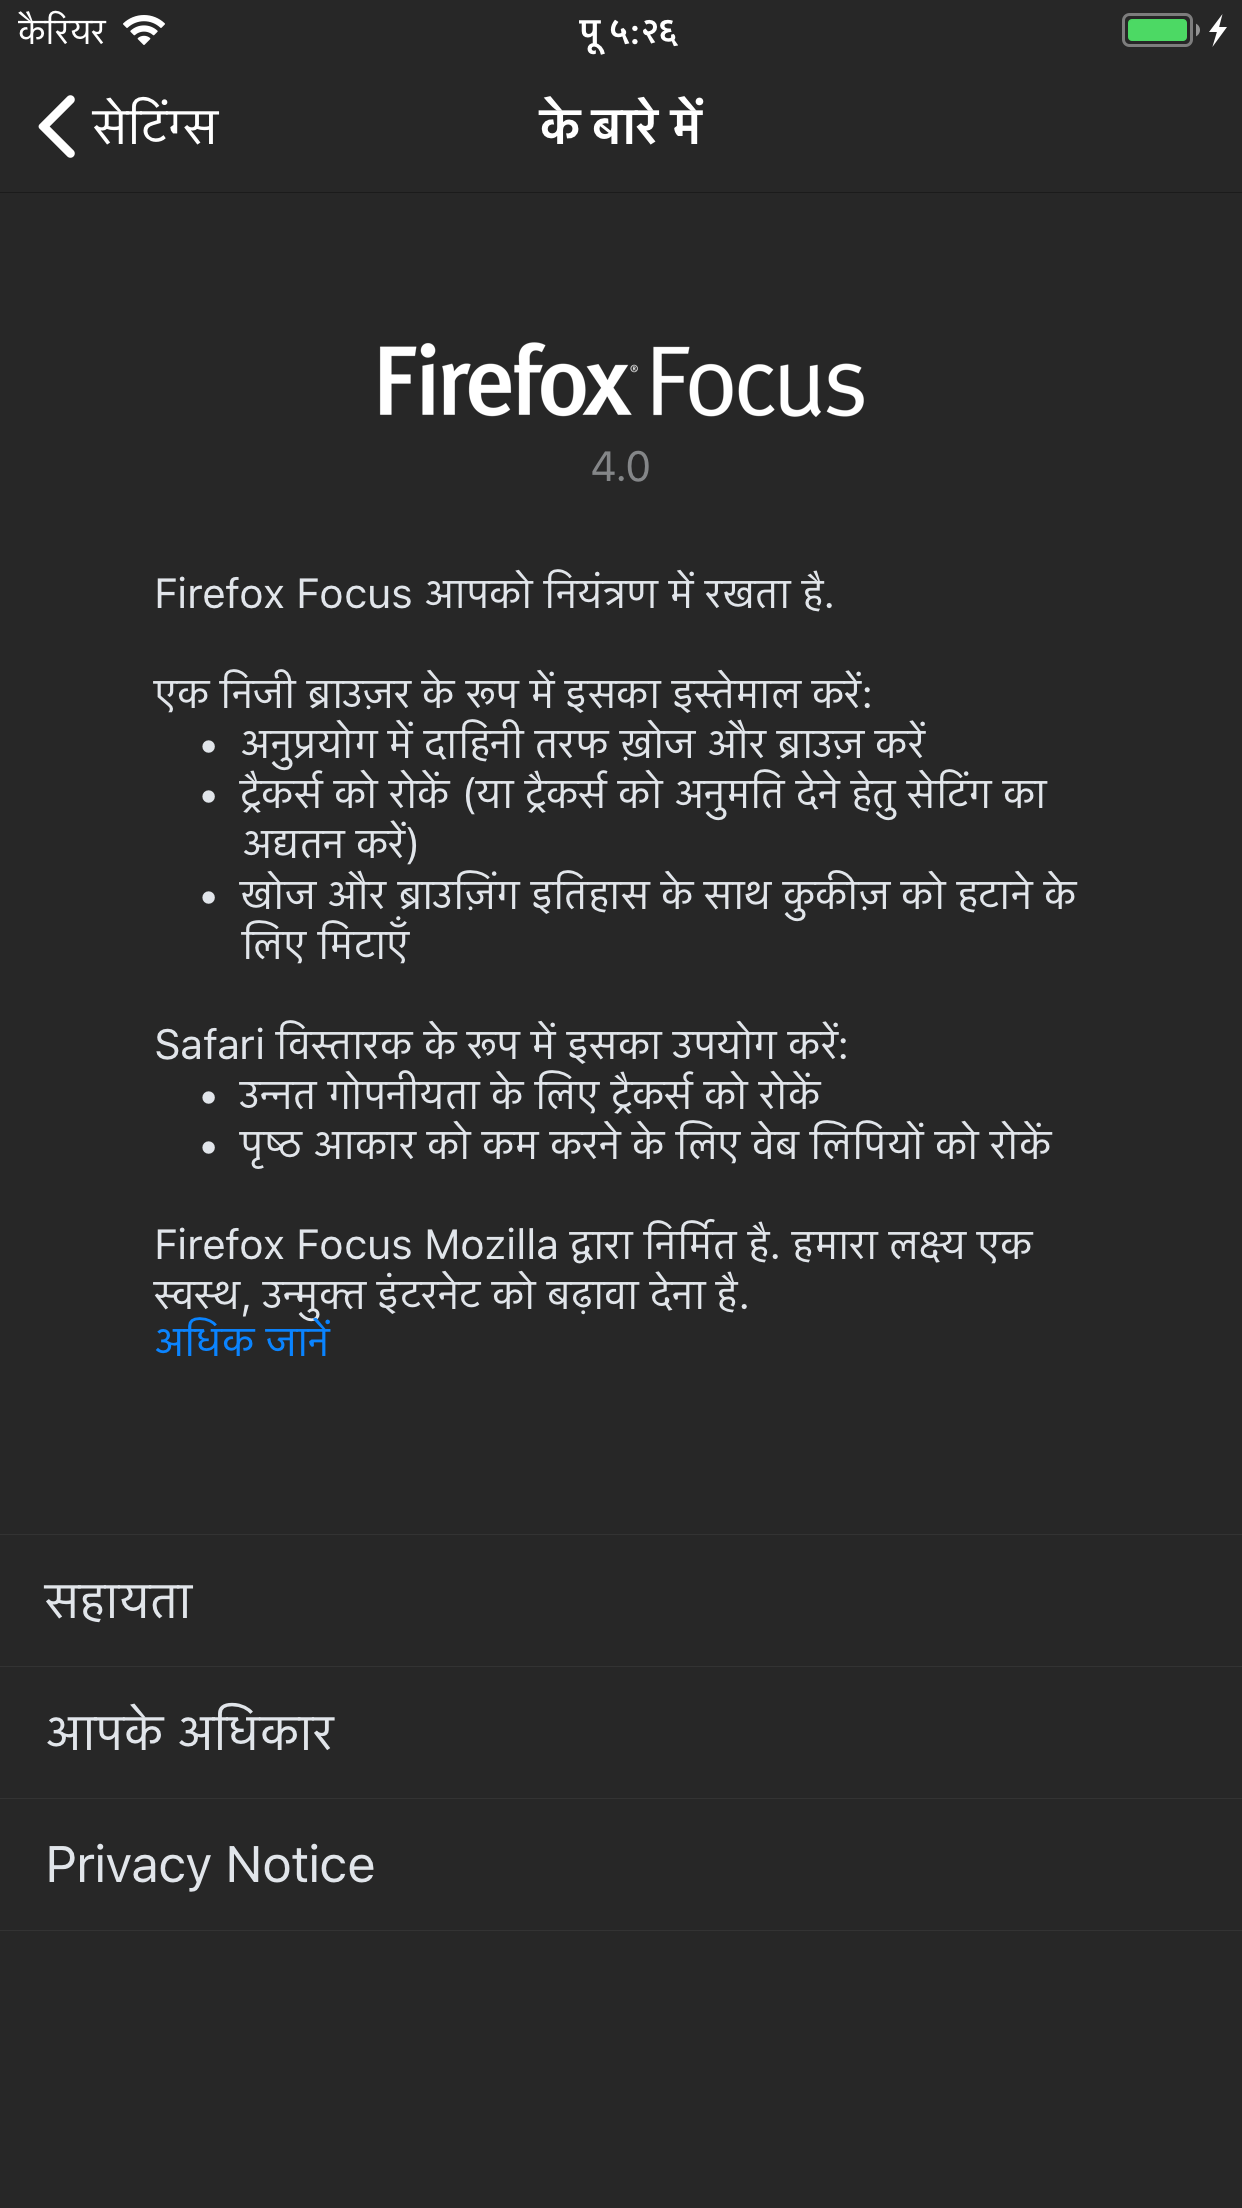 कैरियर
पू ५:२६
सेटिंग्स
के बारे में
Firefox® Focus
4.0
Firefox Focus आपको नियंत्रण में रखता है.
एक निजी ब्राउज़र के रूप में इसका इस्तेमाल करें:
• अनुप्रयोग में दाहिनी तरफ ख़ोज और ब्राउज़ करें
• ट्रैकर्स को रोकें (या ट्रैकर्स को अनुमति देने हेतु सेटिंग का
अद्यतन करें)
• खोज और ब्राउज़िंग इतिहास के साथ कुकीज़ को हटाने के
लिए मिटाएँ
Safari विस्तारक के रूप में इसका उपयोग करें:
• उन्नत गोपनीयता के लिए ट्रैकर्स को रोकें
• पृष्ठ आकार को कम करने के लिए वेब लिपियों को रोकें
Firefox Focus Mozilla द्वारा निर्मित है. हमारा लक्ष्य एक
स्वस्थ, उन्मुक्त इंटरनेट को बढ़ावा देना है.
अधिक जानें
सहायता
आपके अधिकार
Privacy Notice